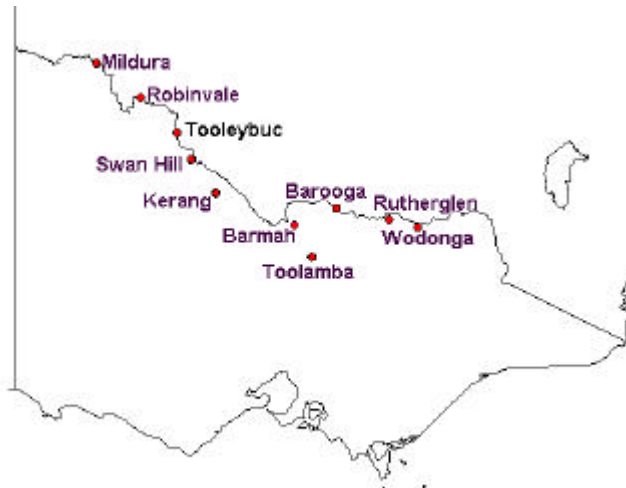 Mildura
Robinvale
Tooleybuc
Swan Hill
Kerang
Barooga
Rutherglen
Barmah
Wodonga
Toolamba